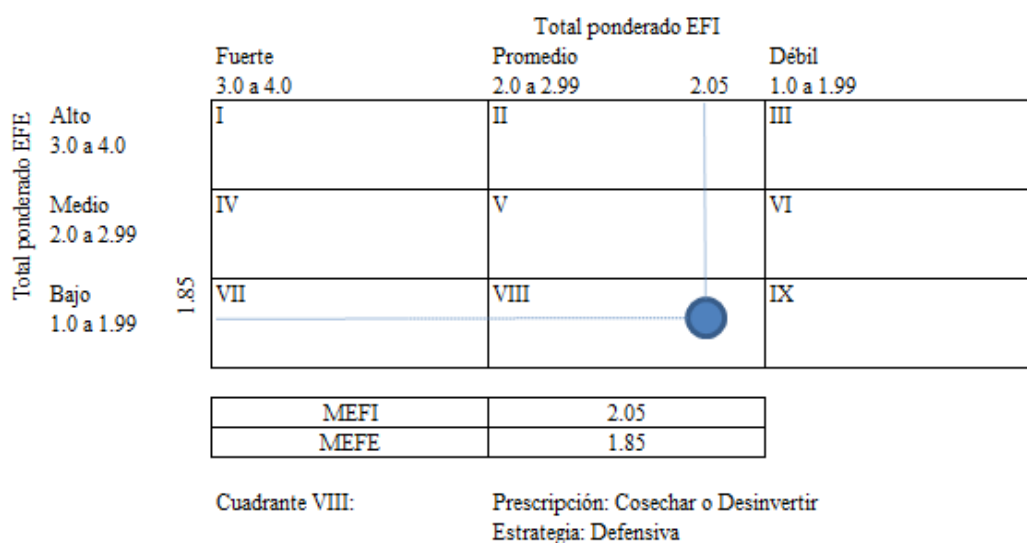 Total ponderado EFI
Fuerte Promedio Débil
3.0 a 4.0 2.0 a 2.99 2.05 1.0 a 1.99
Total ponderado EFE
Alto
3.0 a 4.0
I II III
Medio
2.0 a 2.99
IV V VI
Bajo
1.0 a 1.99
1.85
VII VIII IX
MEFI 2.05
MEFE 1.85
Cuadrante VIII: Prescripción: Cosechar o Desinvertir
Estrategia: Defensiva